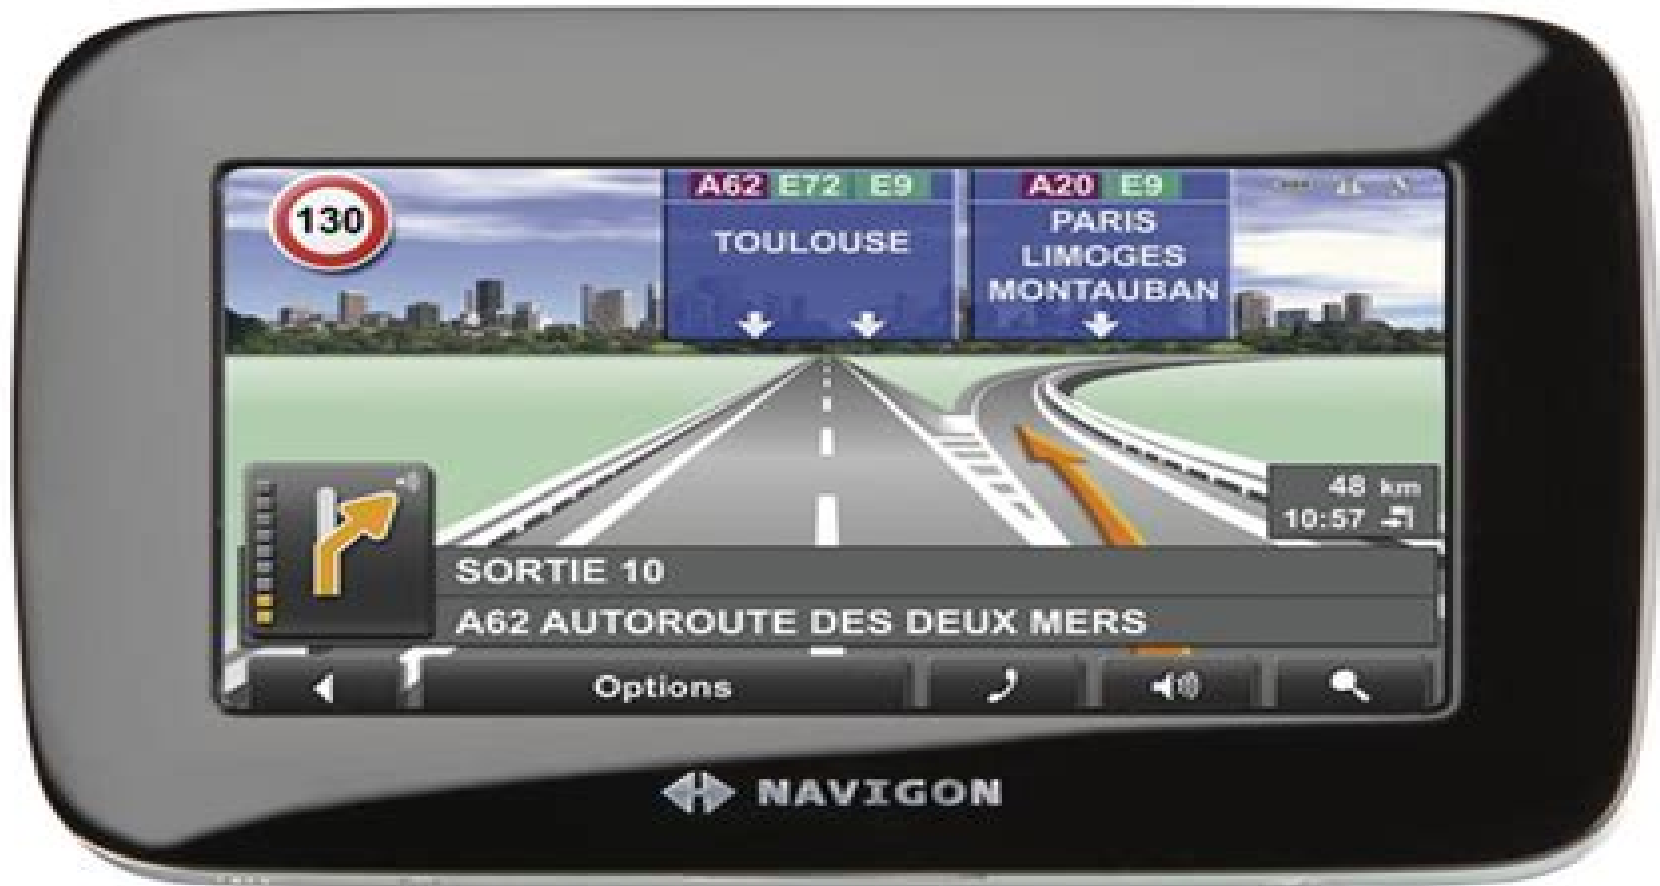 130
A62 E72 E9
TOULOUSE
A20 E9
PARIS
LIMOGES
MONTAUBAN
48 km
10:57
SORTIE 10
A62 AUTOROUTE DES DEUX MERS
Options
NAVIGON